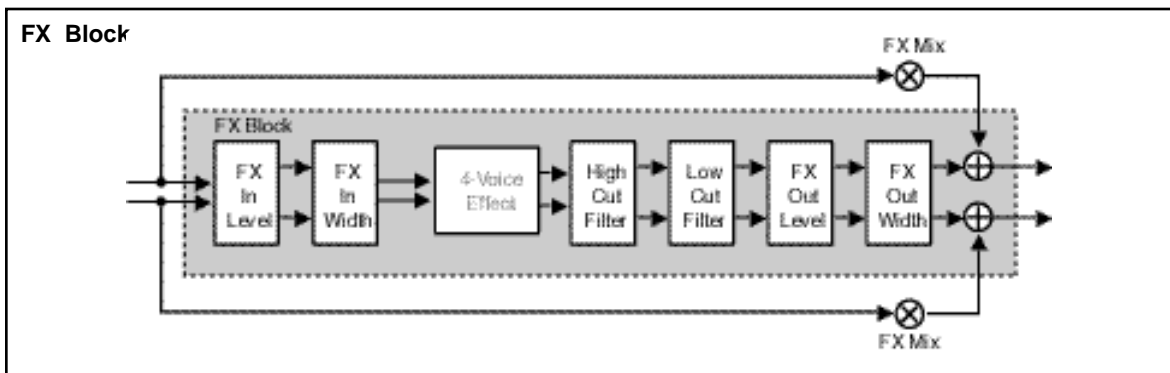 FX Block
FX Mix
FX Block
FX
In
Level
FX
In
Width
4-Voice
Effect
High
Cut
Filter
Low
Cut
Filter
FX
Out
Level
FX
Out
Width
FX Mix